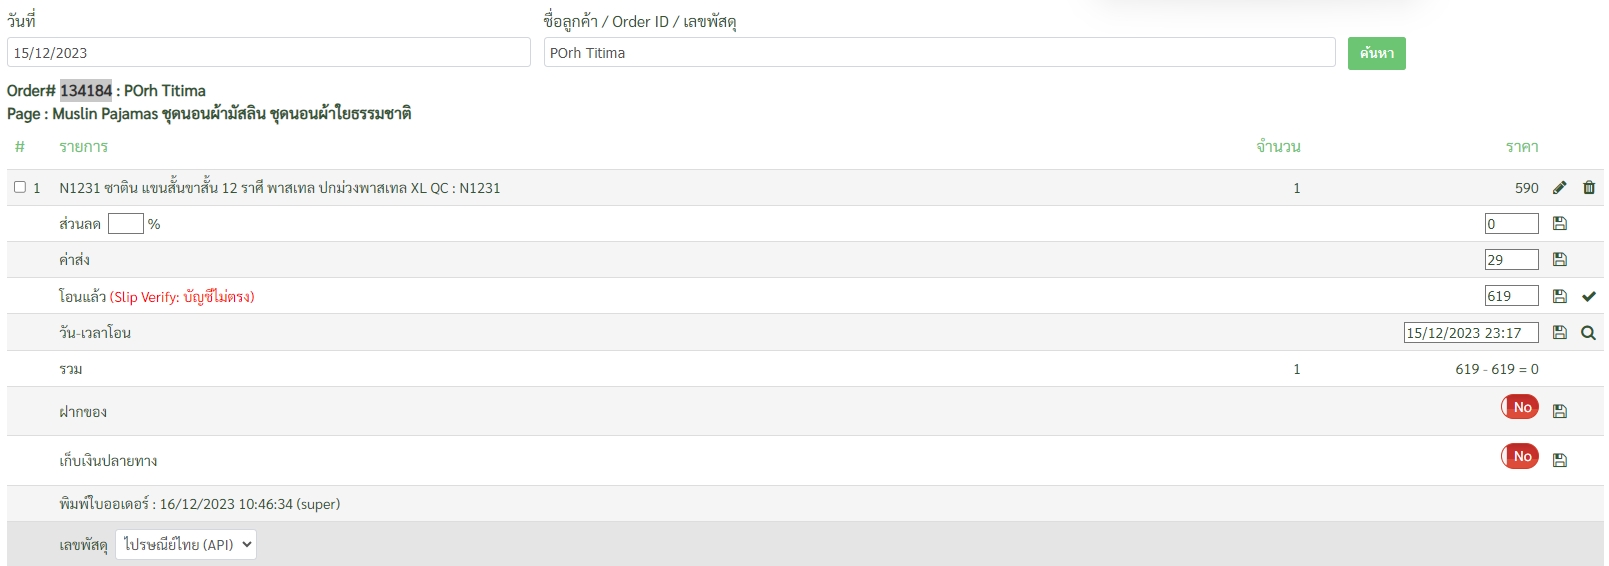 วันที่ ชื่อลูกค้า / Order ID / เลขพัสดุ
15/12/2023 POrh Titima ค้นหา
Order# 134184 : POrh Titima
Page : Muslin Pajamas ชุดนอนผ้ามัสลิน ชุดนอนผ้าใยธรรมชาติ
# รายการ จำนวน ราคา
1 N1231 ซาติน แขนสั้นขาสั้น 12 ราศี พาสเทล ปกม่วงพาสเทล XL QC : N1231 1 590
ส่วนลด % 0
ค่าส่ง 29
โอนแล้ว (Slip Verify: บัญชีไม่ตรง) 619
วัน-เวลาโอน 15/12/2023 23:17
รวม 1 619 - 619 = 0
ฝากของ No
เก็บเงินปลายทาง No
พิมพ์ใบออเดอร์ : 16/12/2023 10:46:34 (super)
เลขพัสดุ ไปรษณีย์ไทย (API)